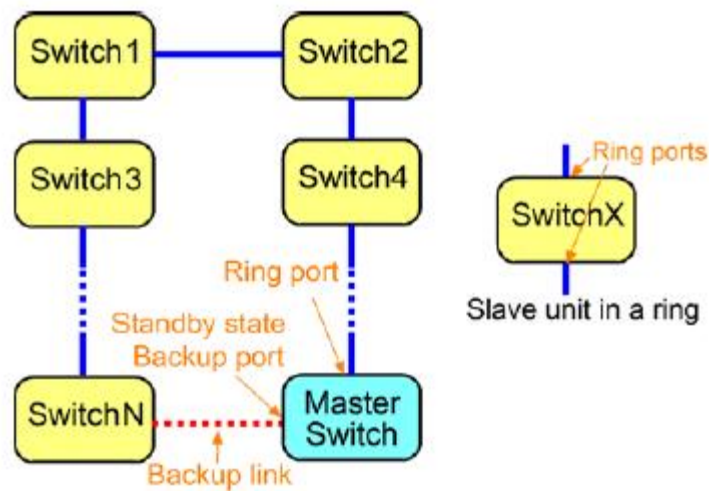 Switch1
Switch2
Switch3
Switch4
Ring ports
SwitchX
Slave unit in a ring
Ring port
Standby state
Backup port
SwitchN
Master
Switch
Backup link